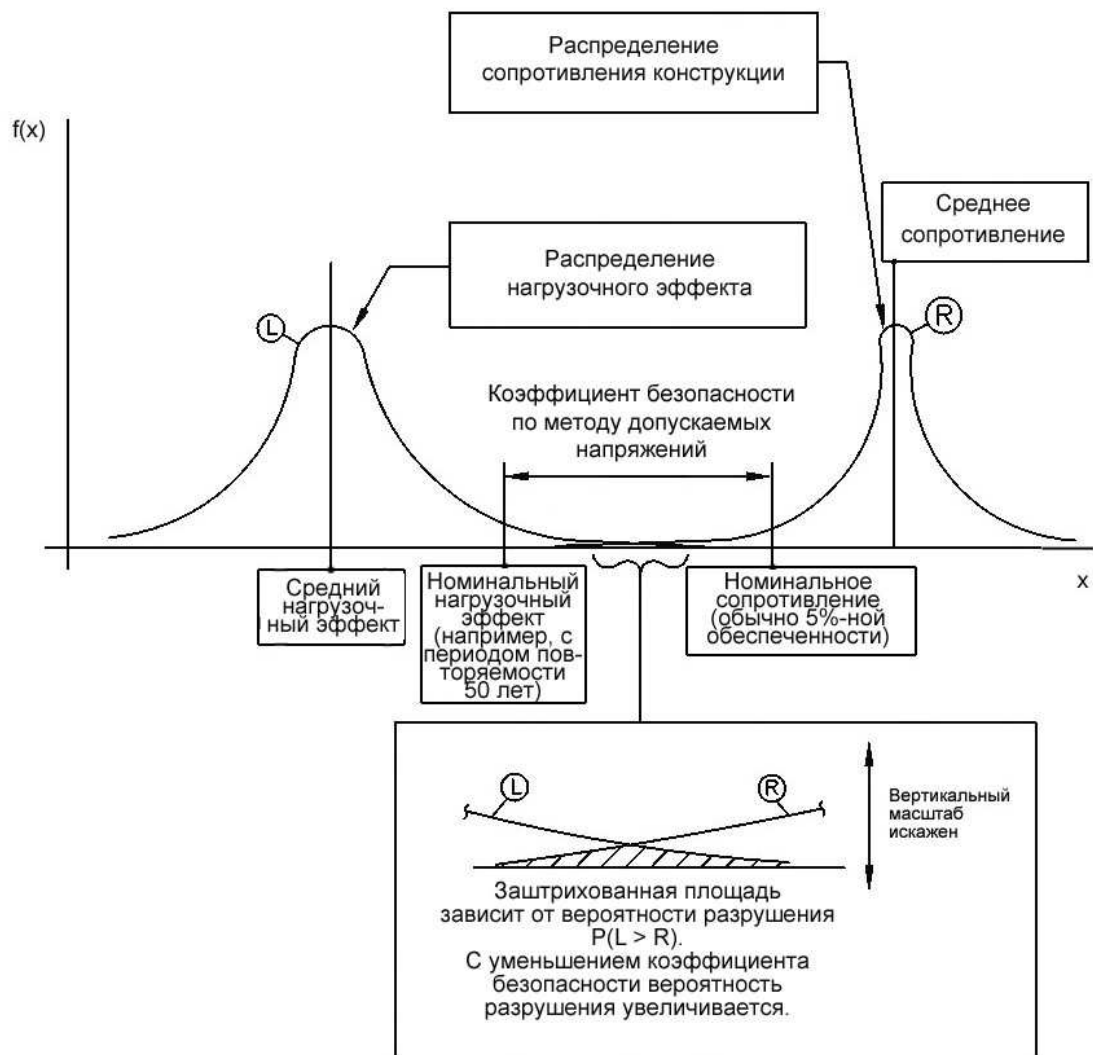 Распределение
сопротивления конструкции
f(x)
Среднее
сопротивление
Распределение
нагрузочного эффекта
L
R
Коэффициент безопасности
по методу допускаемых
напряжений
x
Средний
нагрузоч-
ный эффект
Номинальный
нагрузочный
эффект
(например, с
периодом пов-
торяемости
50 лет)
Номинальное
сопротивление
(обычно 5%-ной
обеспеченности)
L
R
Вертикальный
масштаб
искажен
Заштрихованная площадь
зависит от вероятности разрушения
P(L > R).
С уменьшением коэффициента
безопасности вероятность
разрушения увеличивается.